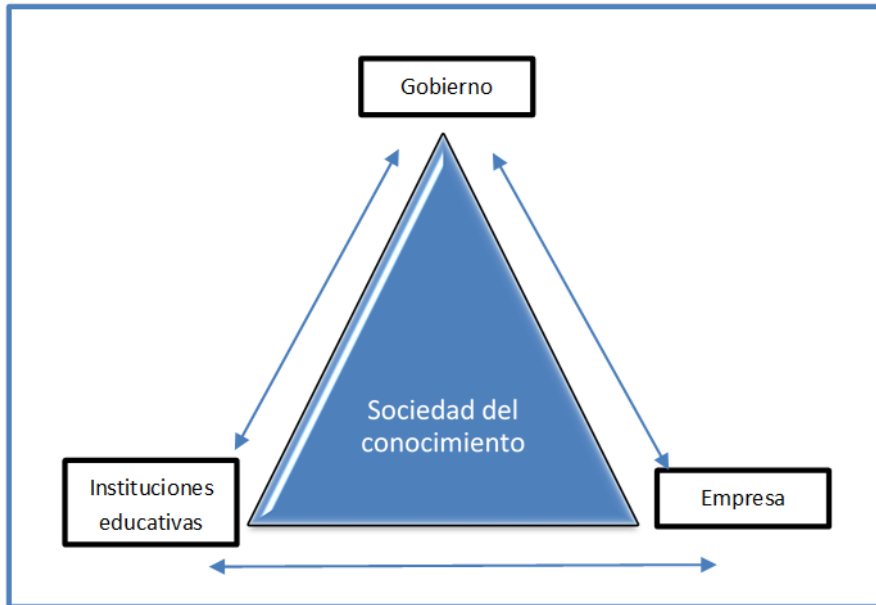 Gobierno
Sociedad del
conocimiento
Instituciones
educativas
Empresa